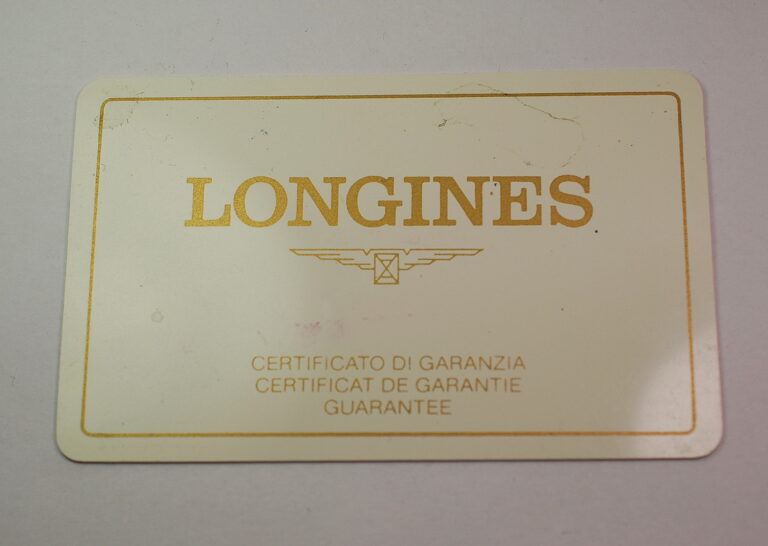 LONGINES
CERTIFICATO DI GARANZIA
CERTIFICAT DE GARANTIE
GUARANTEE